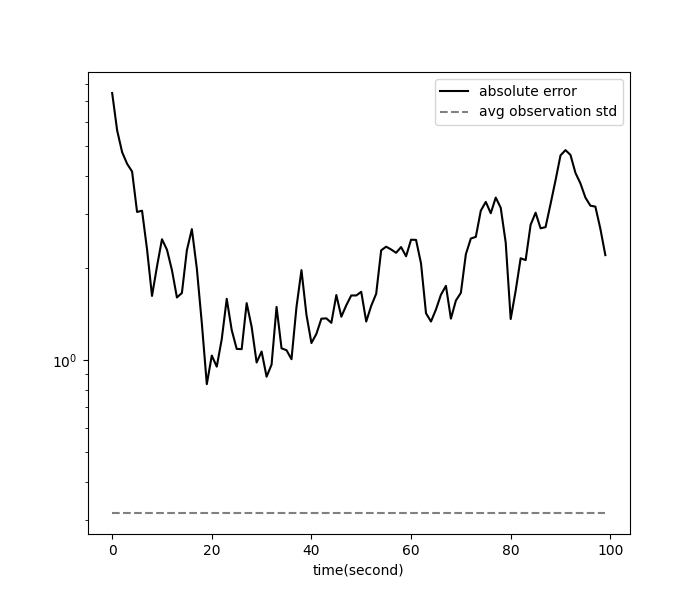 absolute error
avg observation std
10^0
0 20 40 60 80 100
time(second)